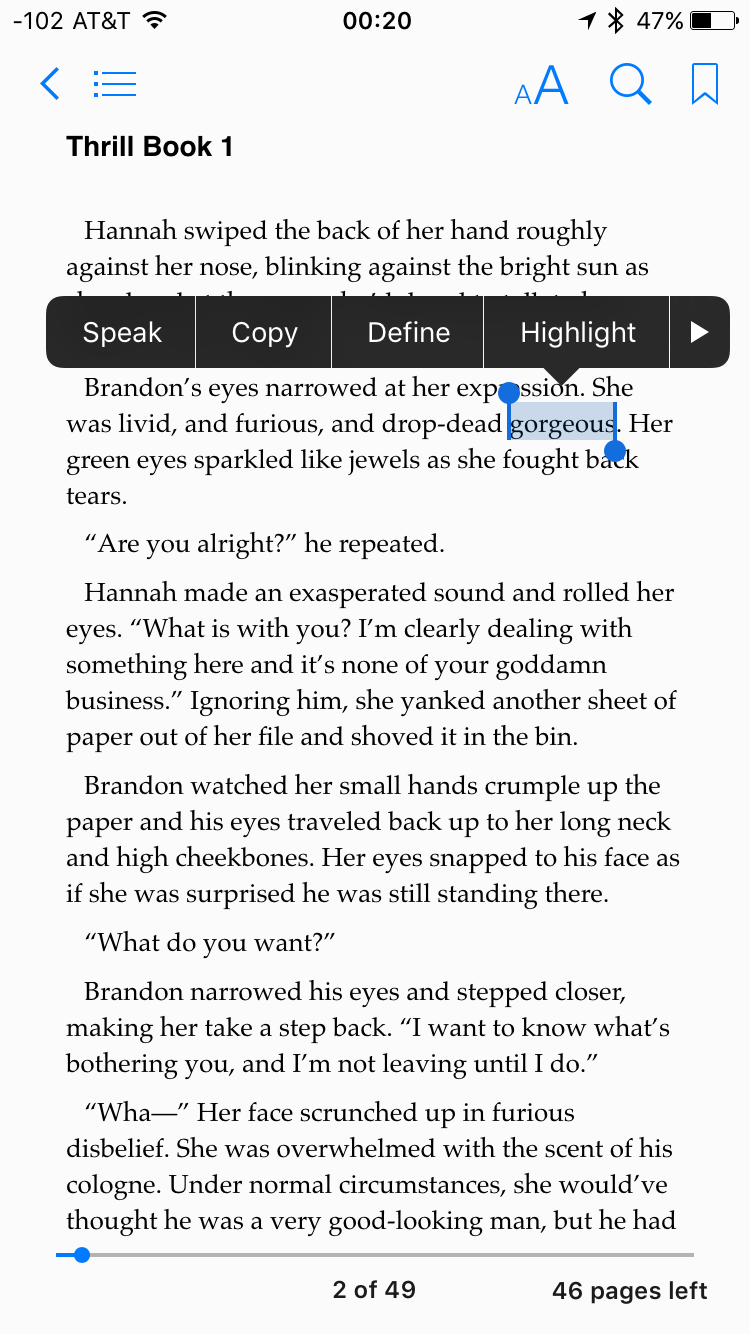 -102 AT&T 00:20 47%
AA
Thrill Book 1
Hannah swiped the back of her hand roughly
against her nose, blinking against the bright sun as
Speak Copy Define Highlight
Brandon’s eyes narrowed at her expression. She
was livid, and furious, and drop-dead gorgeous. Her
green eyes sparkled like jewels as she fought back
tears.
“Are you alright?” he repeated.
Hannah made an exasperated sound and rolled her
eyes. “What is with you? I’m clearly dealing with
something here and it’s none of your goddamn
business.” Ignoring him, she yanked another sheet of
paper out of her file and shoved it in the bin.
Brandon watched her small hands crumple up the
paper and his eyes traveled back up to her long neck
and high cheekbones. Her eyes snapped to his face as
if she was surprised he was still standing there.
“What do you want?”
Brandon narrowed his eyes and stepped closer,
making her take a step back. “I want to know what’s
bothering you, and I’m not leaving until I do.”
“Wha—” Her face scrunched up in furious
disbelief. She was overwhelmed with the scent of his
cologne. Under normal circumstances, she would’ve
thought he was a very good-looking man, but he had
2 of 49 46 pages left